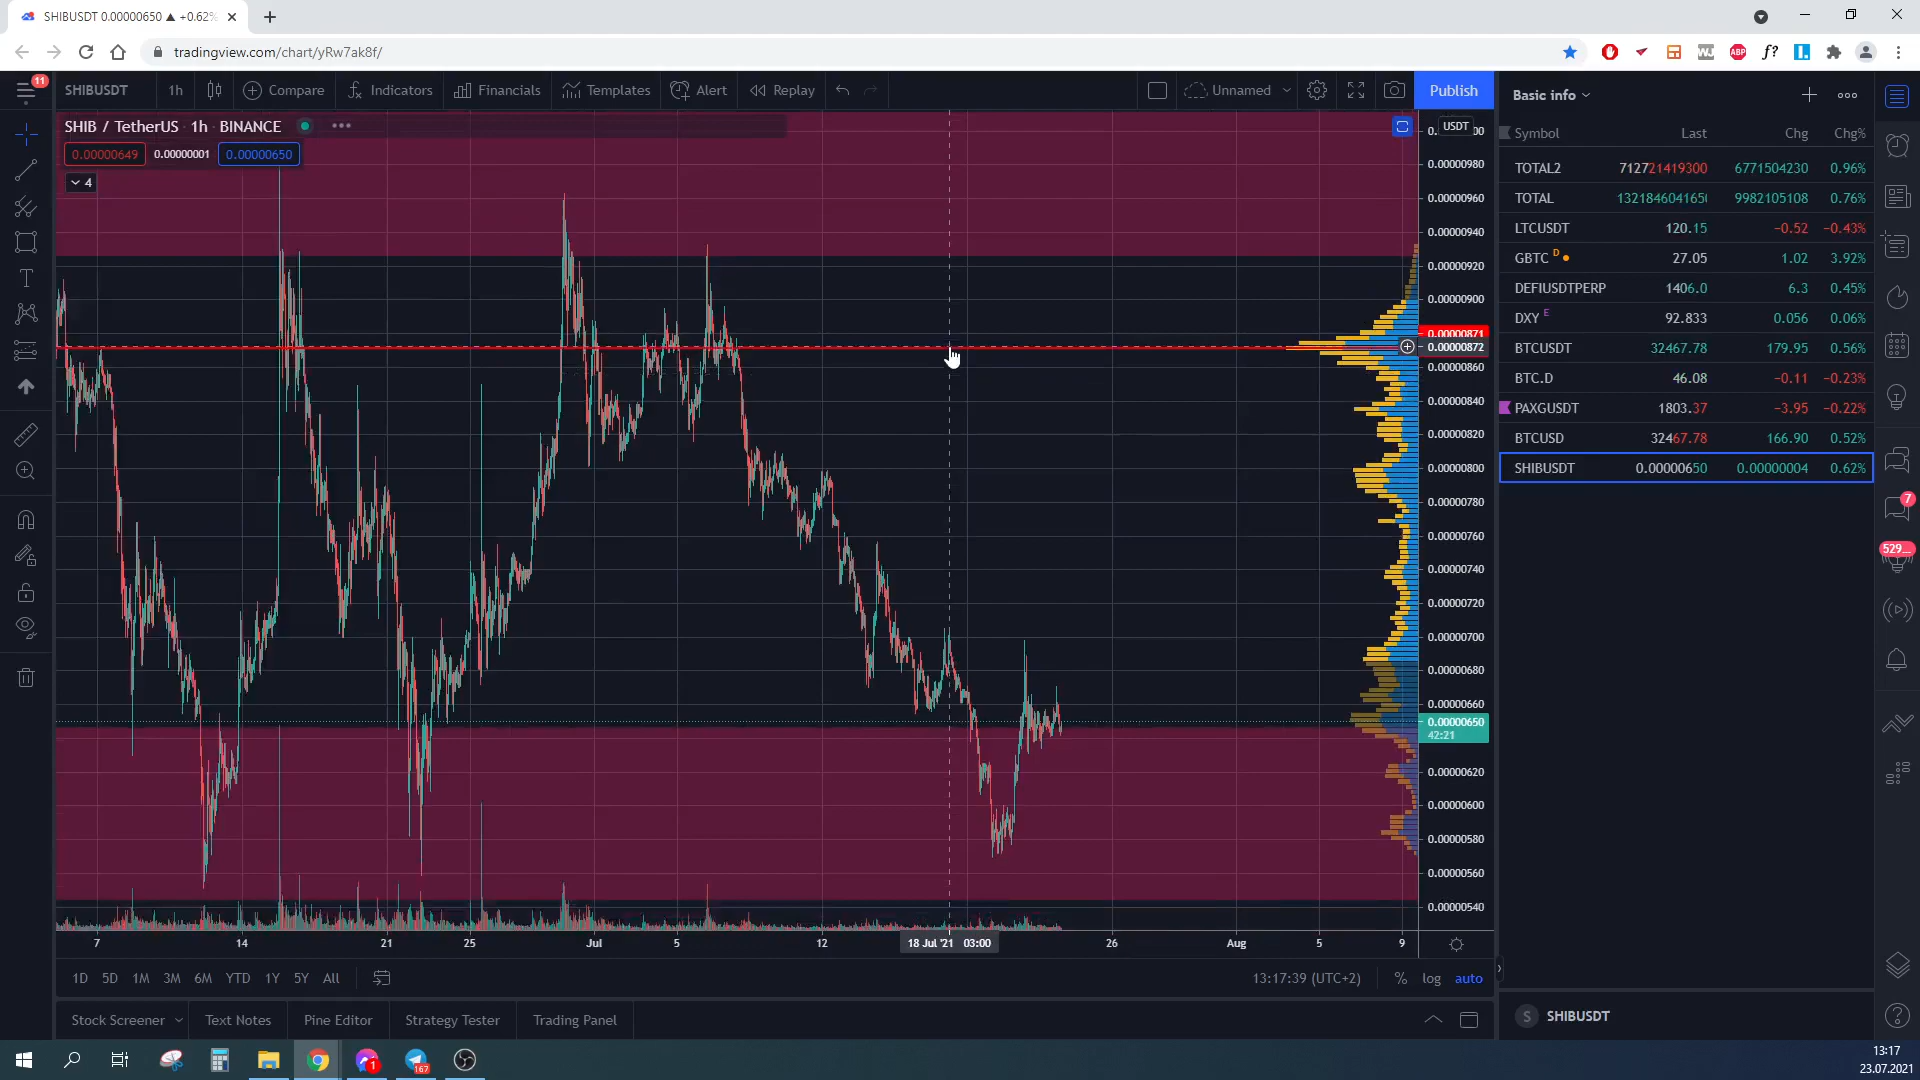 SHIBUSDT 0.00000650 ▲ +0.62%
tradingview.com/chart/yRw7ak8f/
11
SHIBUSDT 1h Compare Indicators Financials Templates Alert Replay Unnamed Publish
SHIB / TetherUS 1h BINANCE
0.00000649 0.00000001 0.00000650
4
USDT
0.00000980
0.00000960
0.00000940
0.00000920
0.00000900
0.00000871
0.00000872
0.00000860
0.00000840
0.00000820
0.00000800
0.00000780
0.00000760
0.00000740
0.00000720
0.00000700
0.00000680
0.00000660
0.00000650
42:21
0.00000620
0.00000600
0.00000580
0.00000560
0.00000540
7 14 21 25 Jul 5 12 18 Jul '21 03:00 26 Aug 5 9
1D 5D 1M 3M 6M YTD 1Y 5Y All 13:17:39 (UTC+2) % log auto
Stock Screener Text Notes Pine Editor Strategy Tester Trading Panel
Basic info
Symbol Last Chg Chg%
TOTAL2 712721419300 6771504230 0.96%
TOTAL 1321846041650 9982105108 0.76%
LTCUSDT 120.15 −0.52 −0.43%
GBTC D 27.05 1.02 3.92%
DEFIUSDTPERP 1406.0 6.3 0.45%
DXY E 92.833 0.056 0.06%
BTCUSDT 32467.78 179.95 0.56%
BTC.D 46.08 −0.11 −0.23%
PAXGUSDT 1803.37 −3.95 −0.22%
BTCUSD 32467.78 166.90 0.52%
SHIBUSDT 0.00000650 0.00000004 0.62%
7
529
S SHIBUSDT
1
167
13:17
23.07.2021